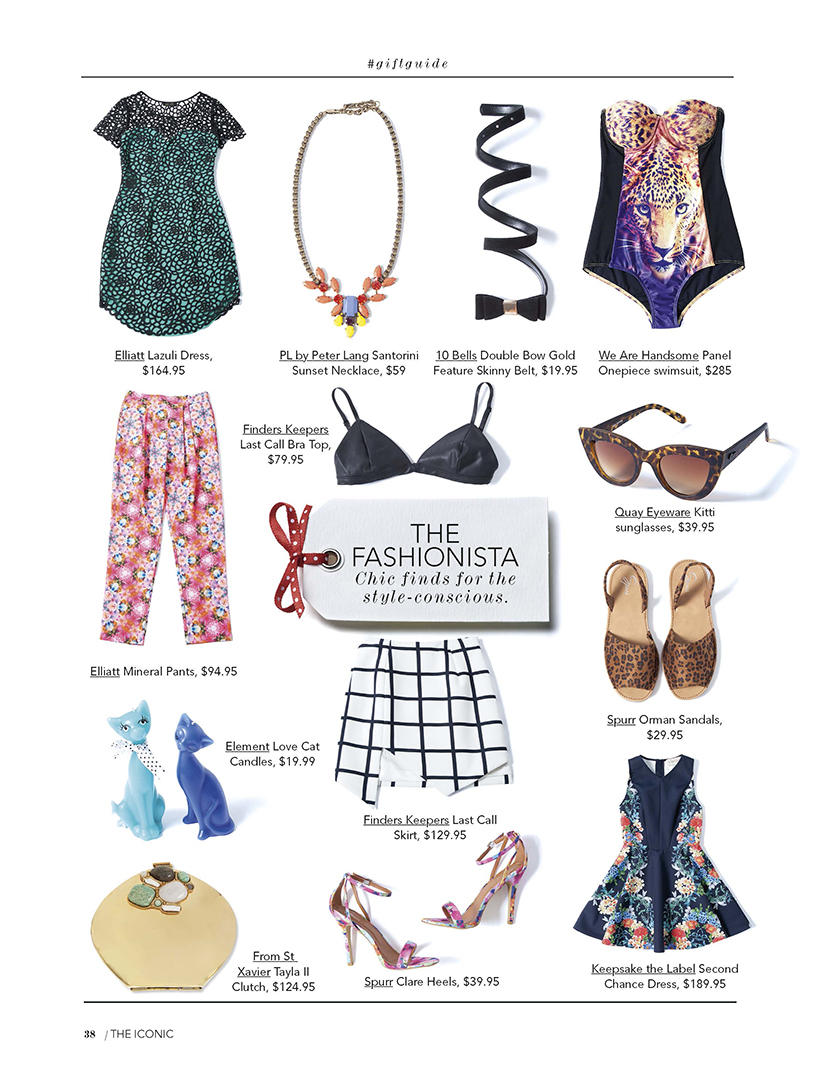 #giftguide
Elliatt Lazuli Dress,
$164.95
PL by Peter Lang Santorini
Sunset Necklace, $59
10 Bells Double Bow Gold
Feature Skinny Belt, $19.95
We Are Handsome Panel
Onepiece swimsuit, $285
Finders Keepers
Last Call Bra Top,
$79.95
Quay Eyeware Kitti
sunglasses, $39.95
THE
FASHIONISTA
Chic finds for the
style-conscious.
Elliatt Mineral Pants, $94.95
Spurr Orman Sandals,
$29.95
Element Love Cat
Candles, $19.99
Finders Keepers Last Call
Skirt, $129.95
From St
Xavier Tayla II
Clutch, $124.95
Spurr Clare Heels, $39.95
Keepsake the Label Second
Chance Dress, $189.95
38 / THE ICONIC